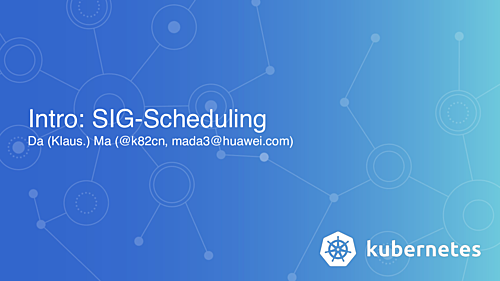 Intro: SIG-Scheduling
Da (Klaus.) Ma (@k82cn, mada3@huawei.com)
kubernetes